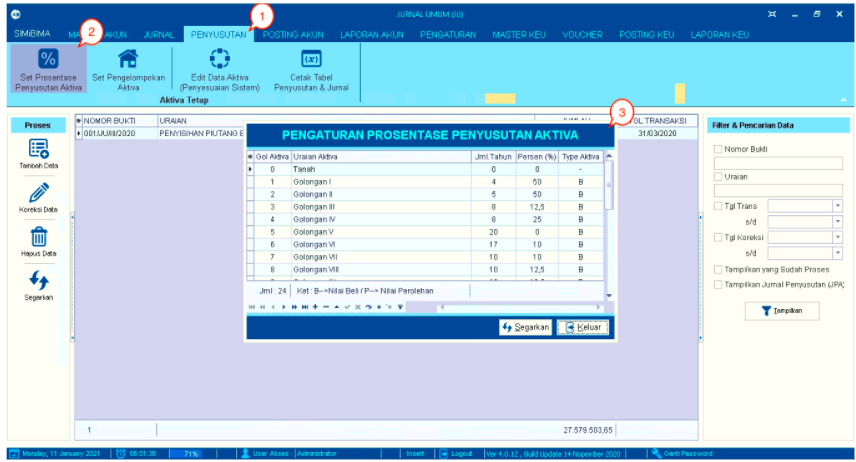 JURNAL UMUM (JU)
1
SIMiBIMA
2
AKUN JURNAL PENYUSUTAN POSTING AKUN LAPORAN AKUN PENGATURAN MASTER KEU VOUCHER POSTING KEU LAPORAN KEU
Set Prosentase Penyusutan Aktiva
Set Pengelompokan Aktiva
Edit Data Aktiva (Penyesuaian Sistem)
Cetak Tabel Penyusutan & Jurnal
Aktiva Tetap
3
Proses
Tambah Data
Koreksi Data
Hapus Data
Segarkan
NOMOR BUKTI URAIAN TGL TRANSAKSI
001/JU/XII/2020 PENYISIHAN PIUTANG 31/03/2020
PENGATURAN PROSENTASE PENYUSUTAN AKTIVA
Gol Aktiva Uraian Aktiva Jml.Tahun Persen (%) Type Aktiva
0 Tanah 0 0 -
1 Golongan I 4 50 B
2 Golongan II 5 50 B
3 Golongan III 8 12,5 B
4 Golongan IV 8 25 B
5 Golongan V 20 0 B
6 Golongan VI 17 10 B
7 Golongan VII 10 10 B
8 Golongan VIII 10 12,5 B
Jml : 24 Ket : B-->Nilai Beli / P--> Nilai Perolehan
Segarkan Keluar
1 27.579.503,65
Filter & Pencarian Data
Nomor Bukti
Uraian
Tgl Trans
s/d
Tgl Koreksi
s/d
Tampilkan yang Sudah Proses
Tampilkan Jurnal Penyusutan (JPA)
Tampilkan
Monday, 11 January 2021 06:51:36 71% User Akses : Administrator Insert Logout Ver 4.0.12 , Build Update 14 Nopember 2020 Ganti Password